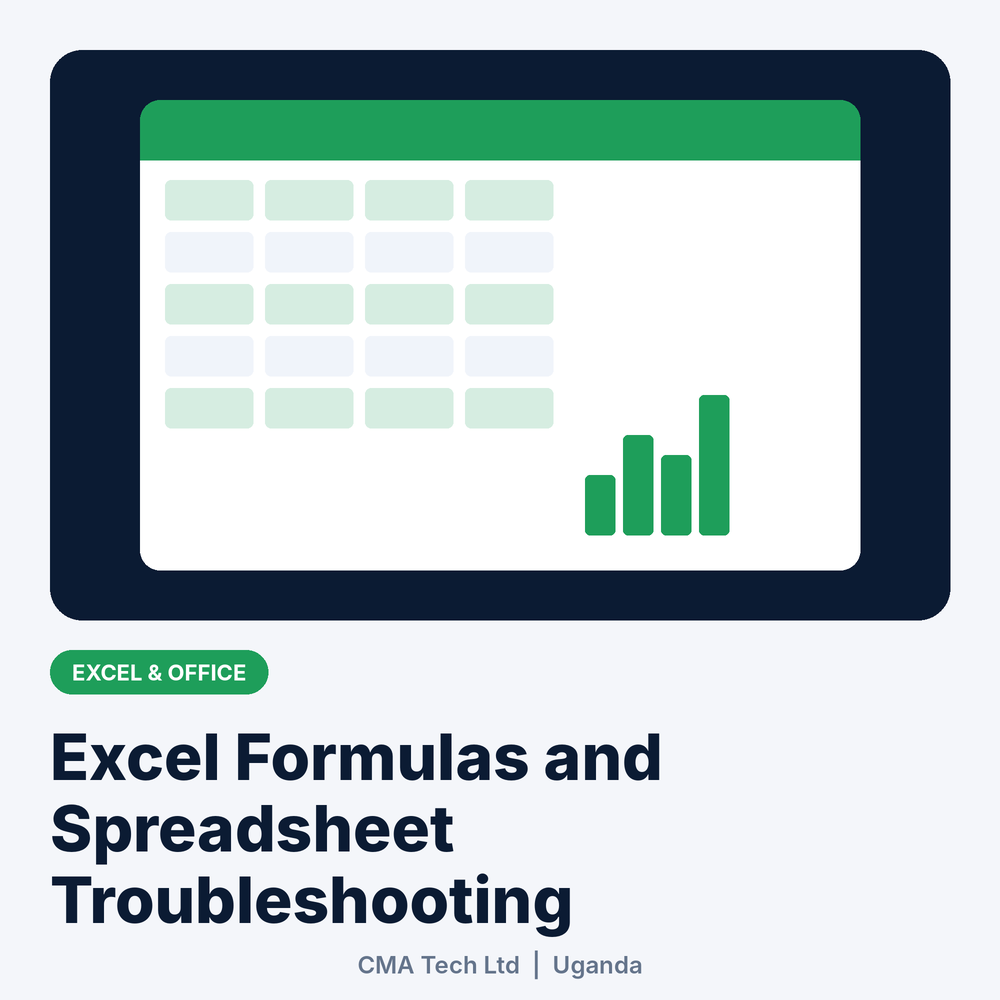 EXCEL & OFFICE
Excel Formulas and
Spreadsheet
Troubleshooting
CMA Tech Ltd | Uganda